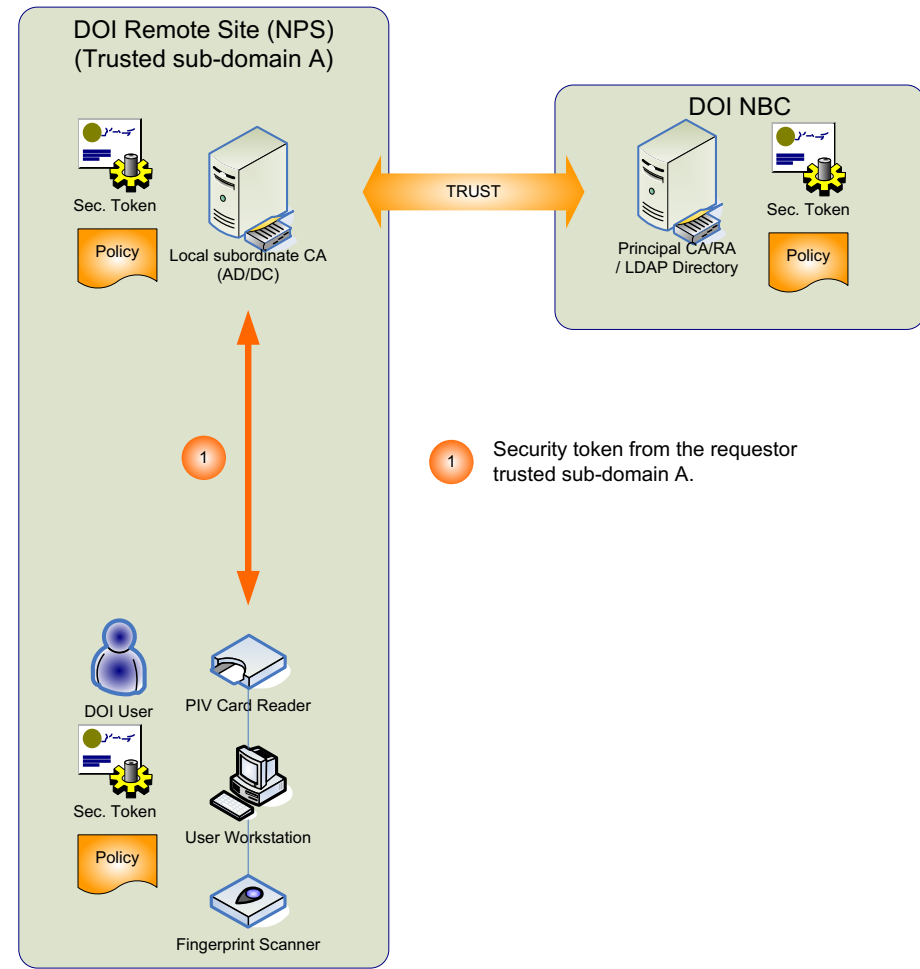 DOI Remote Site (NPS)
(Trusted sub-domain A)
Sec. Token
Policy
Local subordinate CA
(AD/DC)
TRUST
DOI NBC
Principal CA/RA
/ LDAP Directory
Sec. Token
Policy
1
1
Security token from the requestor
trusted sub-domain A.
DOI User
PIV Card Reader
Sec. Token
Policy
User Workstation
Fingerprint Scanner